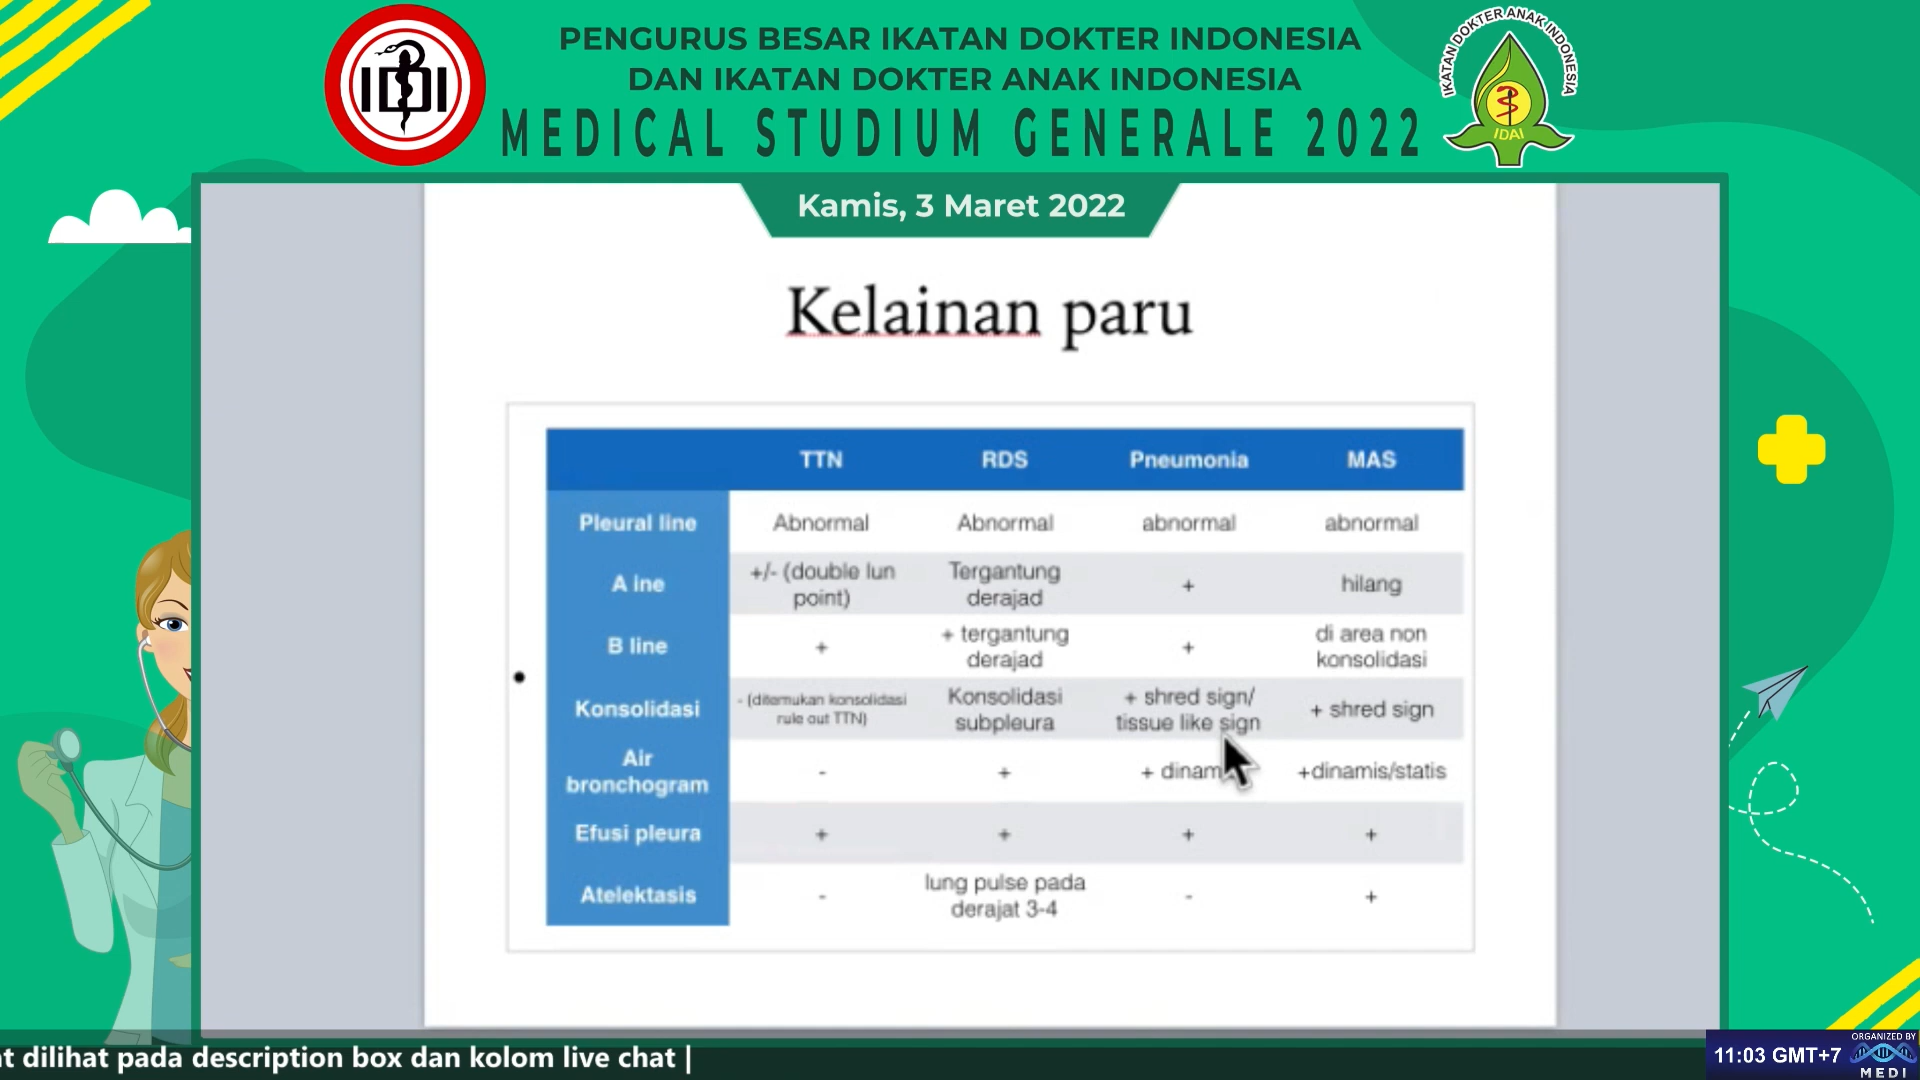 PENGURUS BESAR IKATAN DOKTER INDONESIA
DAN IKATAN DOKTER ANAK INDONESIA
MEDICAL STUDIUM GENERALE 2022
IDI
IKATAN DOKTER ANAK INDONESIA
IDAI
Kamis, 3 Maret 2022
Kelainan paru
TTN RDS Pneumonia MAS
Pleural line Abnormal Abnormal abnormal abnormal
A ine +/- (double lun point) Tergantung derajad + hilang
B line + + tergantung derajad + di area non konsolidasi
Konsolidasi - (ditemukan konsolidasi rule out TTN) Konsolidasi subpleura + shred sign/ tissue like sign + shred sign
Air bronchogram - + + +dinamis/statis
Efusi pleura + + + +
Atelektasis - lung pulse pada derajat 3-4 - +
dilihat pada description box dan kolom live chat |
11:03 GMT+7
ORGANIZED BY
MEDI